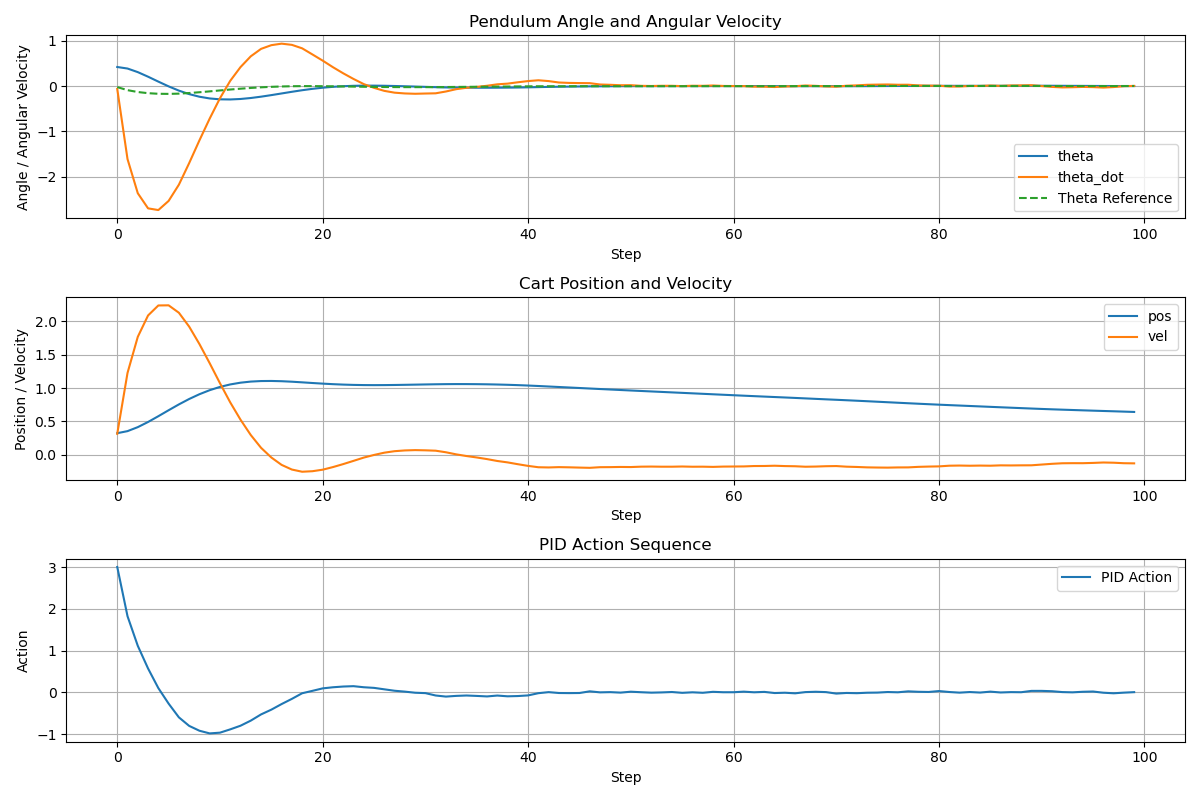 Pendulum Angle and Angular Velocity
Angle / Angular Velocity
1
0
−1
−2
theta
theta_dot
Theta Reference
0 20 40 60 80 100
Step
Cart Position and Velocity
Position / Velocity
2.0
1.5
1.0
0.5
0.0
pos
vel
0 20 40 60 80 100
Step
PID Action Sequence
Action
3
2
1
0
−1
PID Action
0 20 40 60 80 100
Step